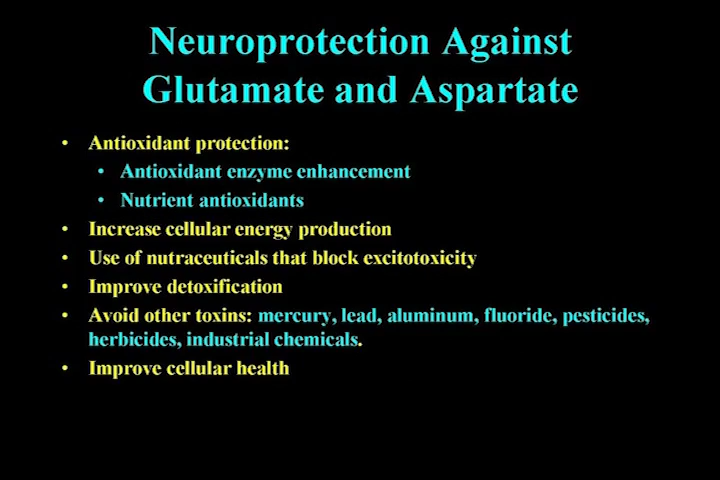 Neuroprotection Against
Glutamate and Aspartate
• Antioxidant protection:
• Antioxidant enzyme enhancement
• Nutrient antioxidants
• Increase cellular energy production
• Use of nutraceuticals that block excitotoxicity
• Improve detoxification
• Avoid other toxins: mercury, lead, aluminum, fluoride, pesticides,
herbicides, industrial chemicals.
• Improve cellular health